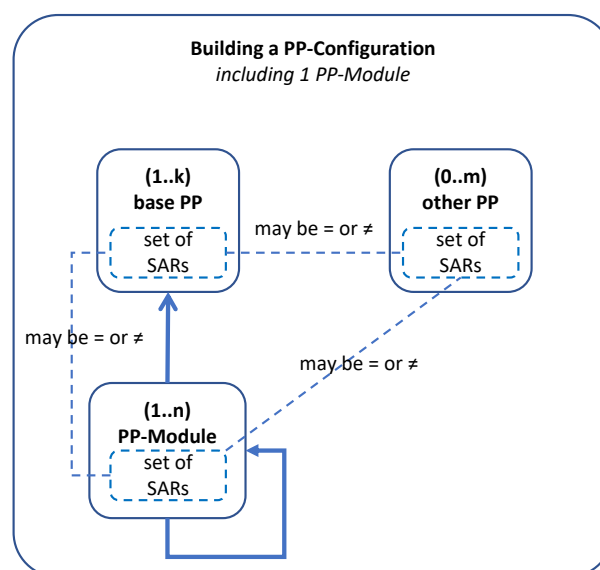 Building a PP-Configuration
including 1 PP-Module
(1..k)
base PP
set of
SARs
(0..m)
other PP
set of
SARs
may be = or ≠
may be = or ≠
may be = or ≠
(1..n)
PP-Module
set of
SARs